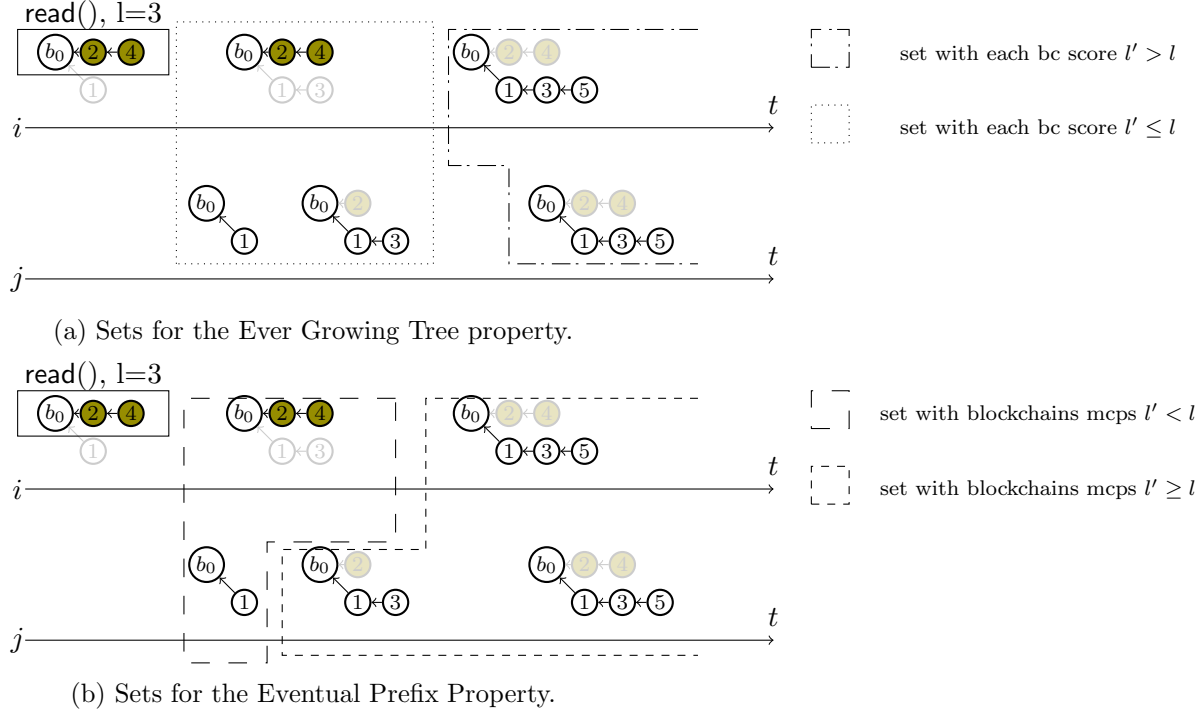 read(), l=3
b0 2 4 b0 2 4 b0 2 4 set with each bc score l′ > l
1 1 3 1 3 5
t
i
set with each bc score l′ ≤ l
b0 b0 2 b0 2 4
1 1 3 1 3 5
t
j
(a) Sets for the Ever Growing Tree property.
read(), l=3
b0 2 4 b0 2 4 b0 2 4 set with blockchains mcps l′ < l
1 1 3 1 3 5
t
i
set with blockchains mcps l′ ≥ l
b0 b0 2 b0 2 4
1 1 3 1 3 5
t
j
(b) Sets for the Eventual Prefix Property.